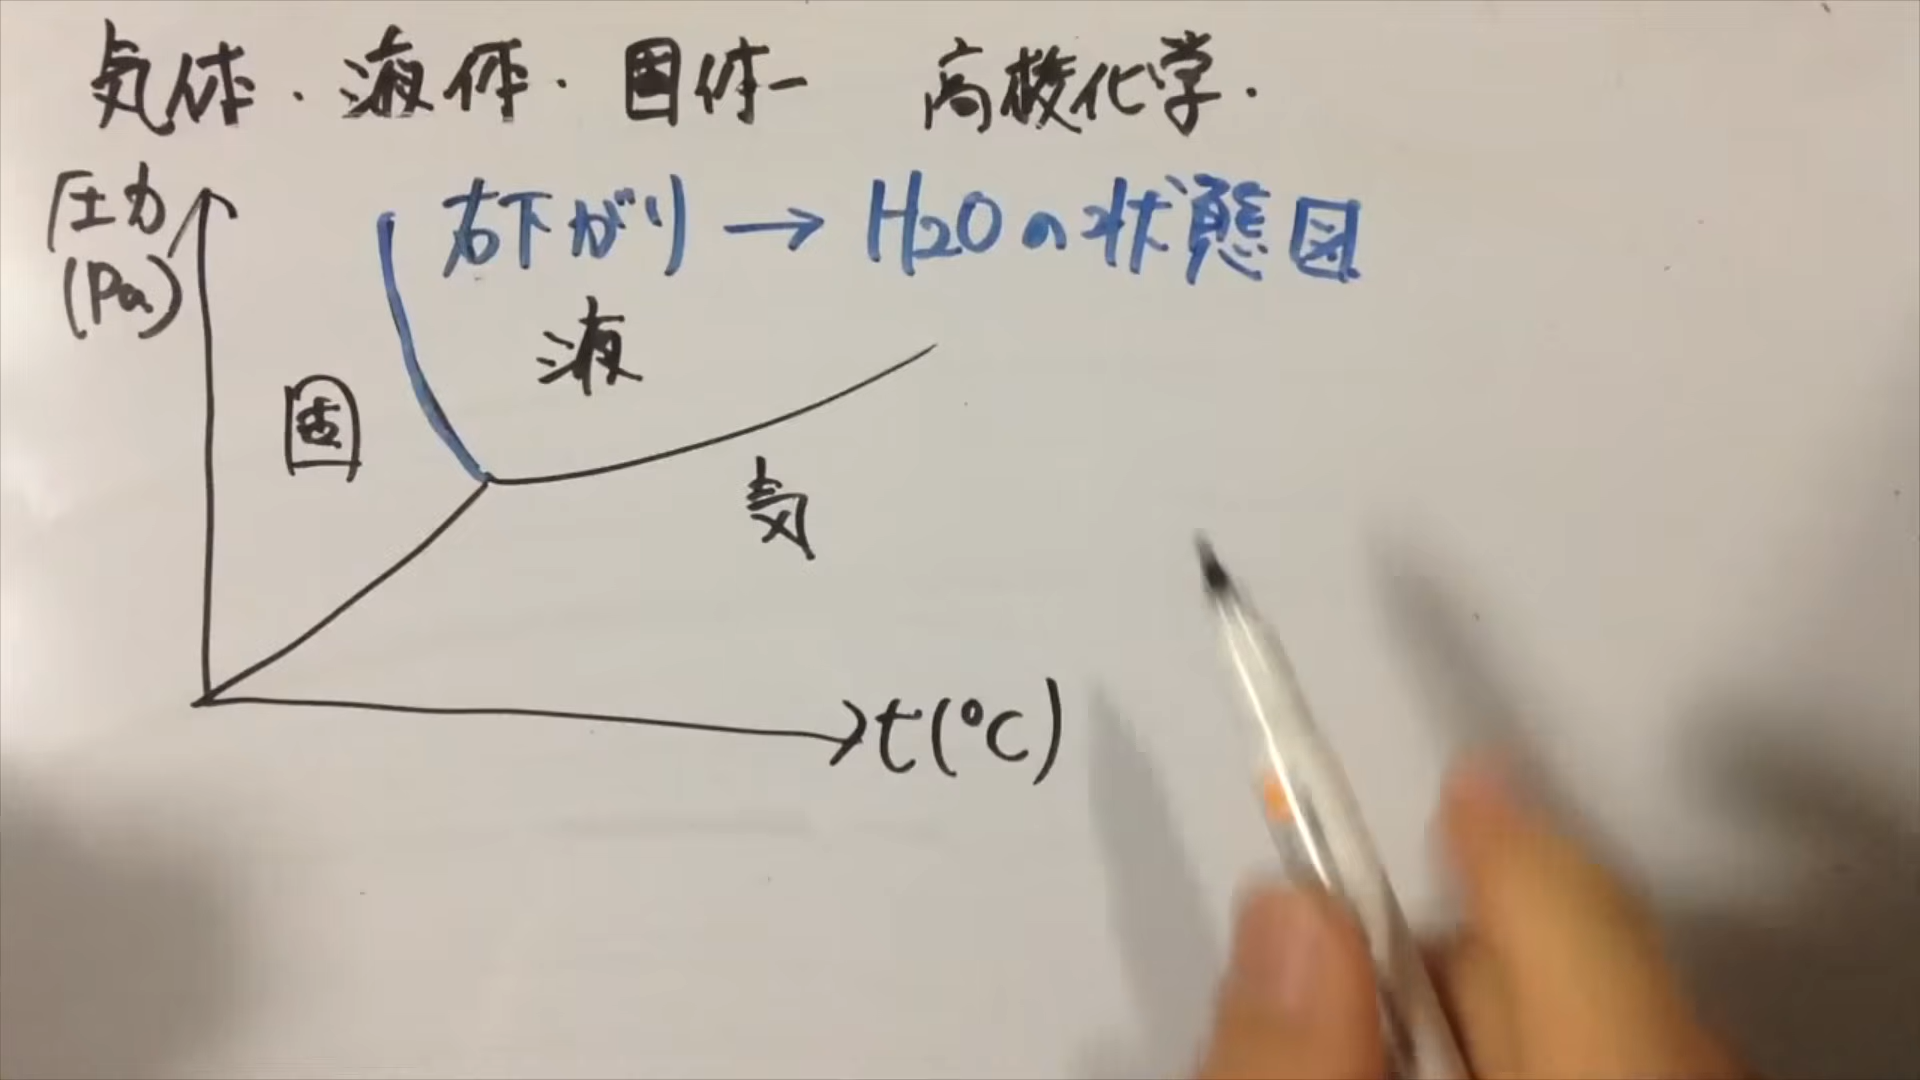 気体・液体・固体ー 高校化学.
圧力
(Pa)
右下がり → H2Oの状態図
液
固
気
t(℃)